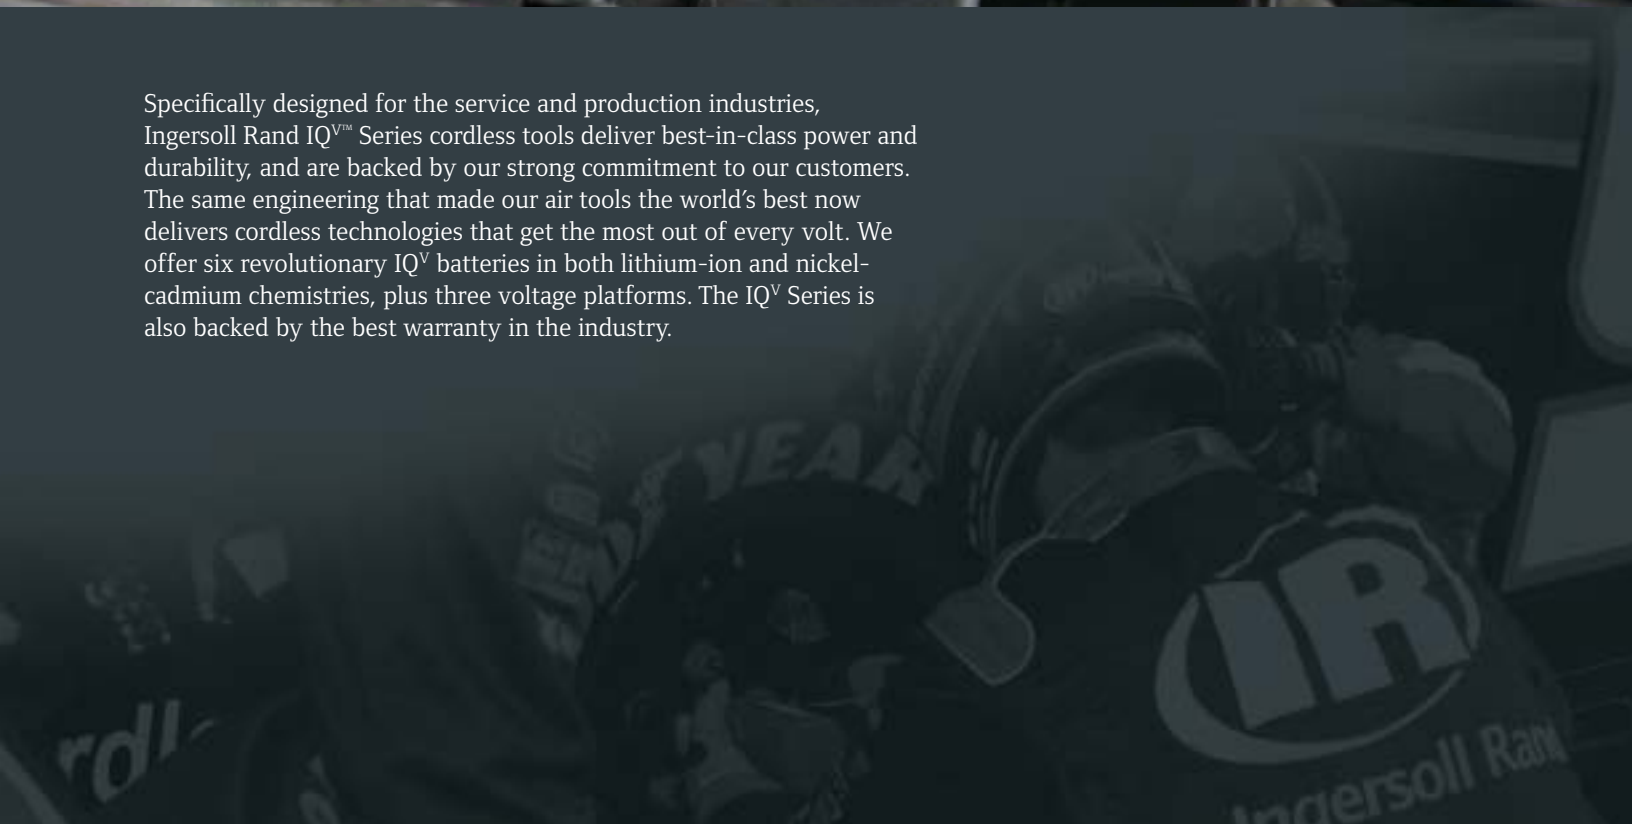 Specifically designed for the service and production industries,
Ingersoll Rand IQV™ Series cordless tools deliver best-in-class power and
durability, and are backed by our strong commitment to our customers.
The same engineering that made our air tools the world’s best now
delivers cordless technologies that get the most out of every volt. We
offer six revolutionary IQV batteries in both lithium-ion and nickel-
cadmium chemistries, plus three voltage platforms. The IQV Series is
also backed by the best warranty in the industry.
YEAR
IR
Ingersoll Rand